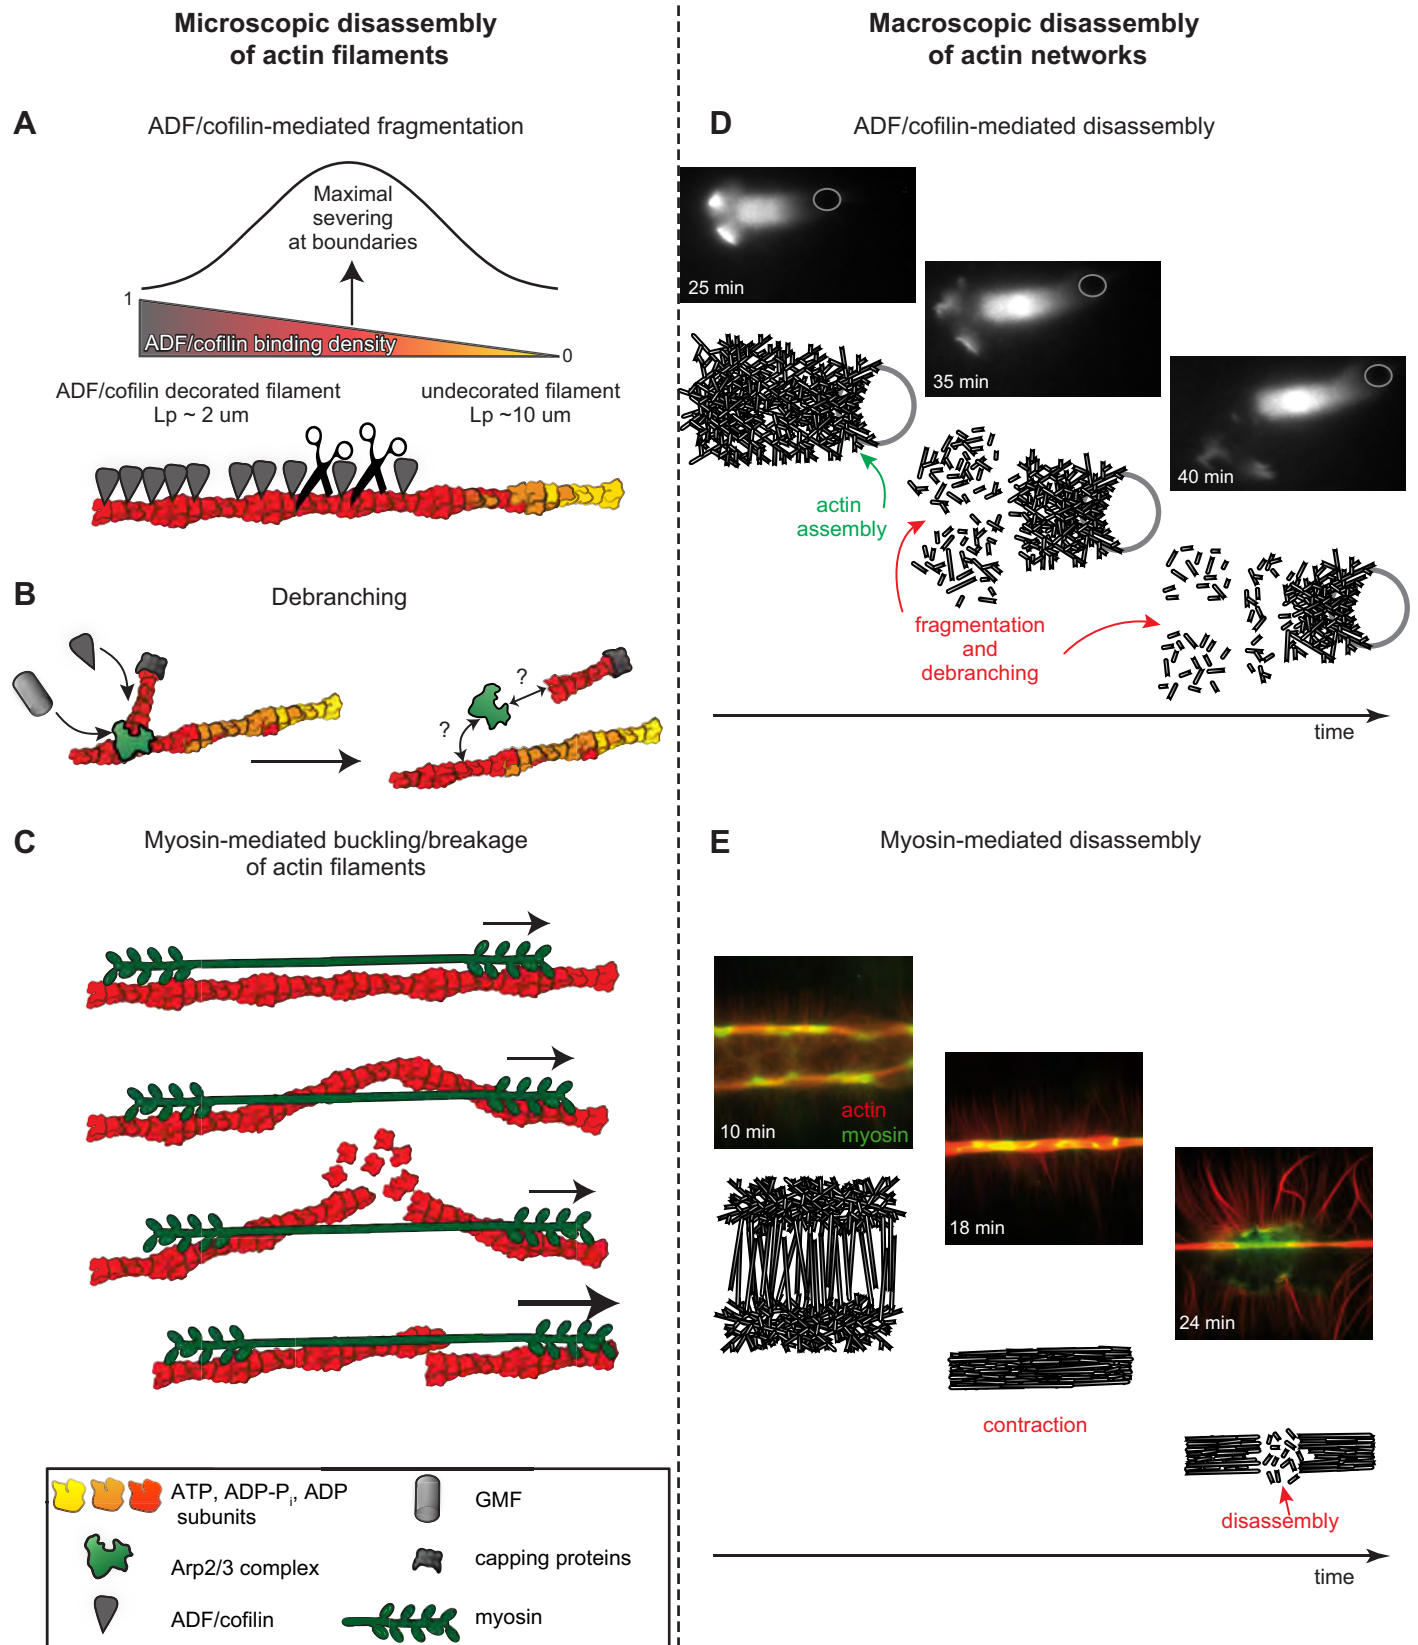 Microscopic disassembly
of actin filaments
A
ADF/cofilin-mediated fragmentation
Maximal
severing
at boundaries
1
ADF/cofilin binding density
0
ADF/cofilin decorated filament
Lp ~ 2 um
undecorated filament
Lp ~10 um
B
Debranching
?
?
C
Myosin-mediated buckling/breakage
of actin filaments
ATP, ADP-Pi, ADP
subunits
GMF
Arp2/3 complex
capping proteins
ADF/cofilin
myosin
Macroscopic disassembly
of actin networks
D
ADF/cofilin-mediated disassembly
25 min
35 min
40 min
actin
assembly
fragmentation
and
debranching
time
E
Myosin-mediated disassembly
10 min
actin
myosin
18 min
24 min
contraction
disassembly
time